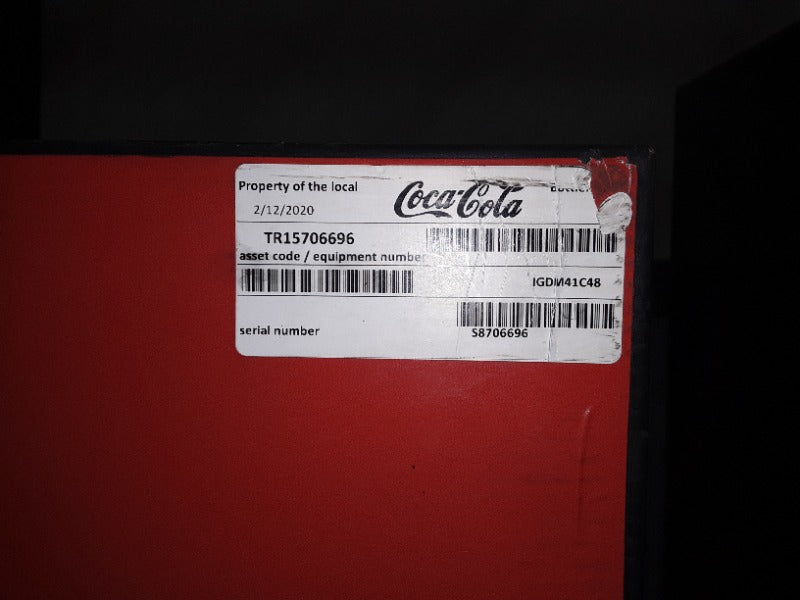 Property of the local Coca-Cola
2/12/2020
TR15706696
asset code / equipment number
IGDM41C48
serial number
S8706696